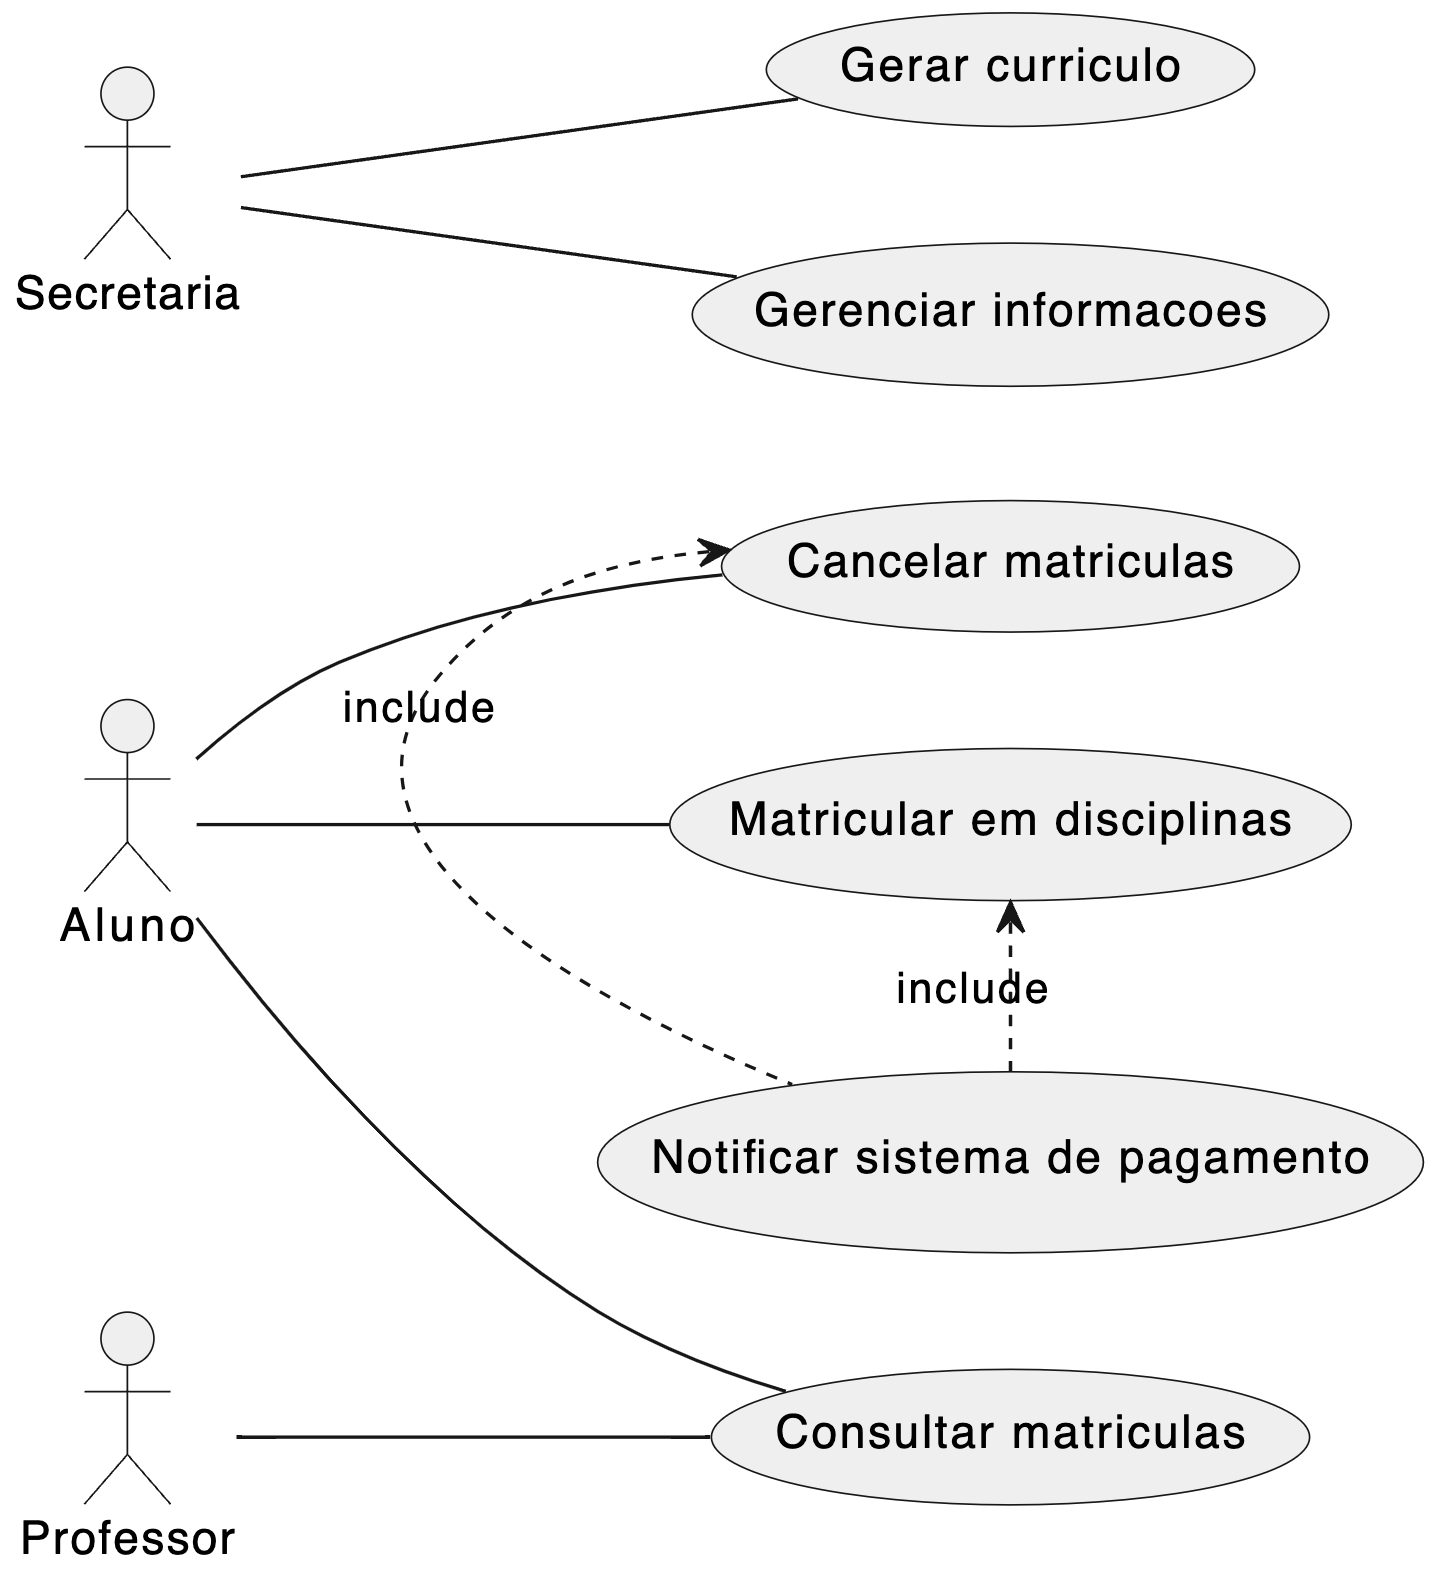 Gerar curriculo
Secretaria
Gerenciar informacoes
Cancelar matriculas
include
Matricular em disciplinas
Aluno
include
Notificar sistema de pagamento
Consultar matriculas
Professor